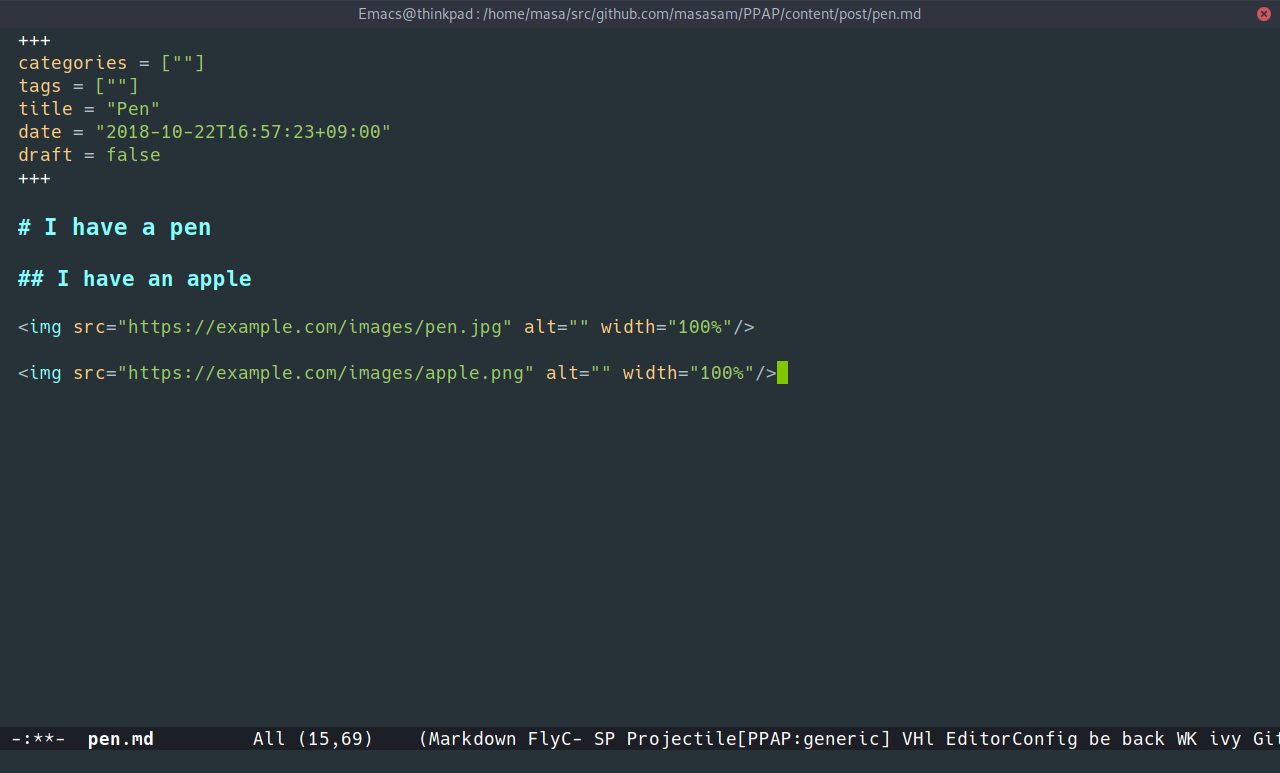 Emacs@thinkpad:/home/masa/src/github.com/masasam/PPAP/content/post/pen.md
+++
categories = [""]
tags = [""]
title = "Pen"
date = "2018-10-22T16:57:23+09:00"
draft = false
+++
# I have a pen
## I have an apple
<img src="https://example.com/images/pen.jpg" alt="" width="100%"/>
<img src="https://example.com/images/apple.png" alt="" width="100%"/>
-:**-  pen.md         All (15,69)    (Markdown FlyC- SP Projectile[PPAP:generic] VHl EditorConfig be back WK ivy Git